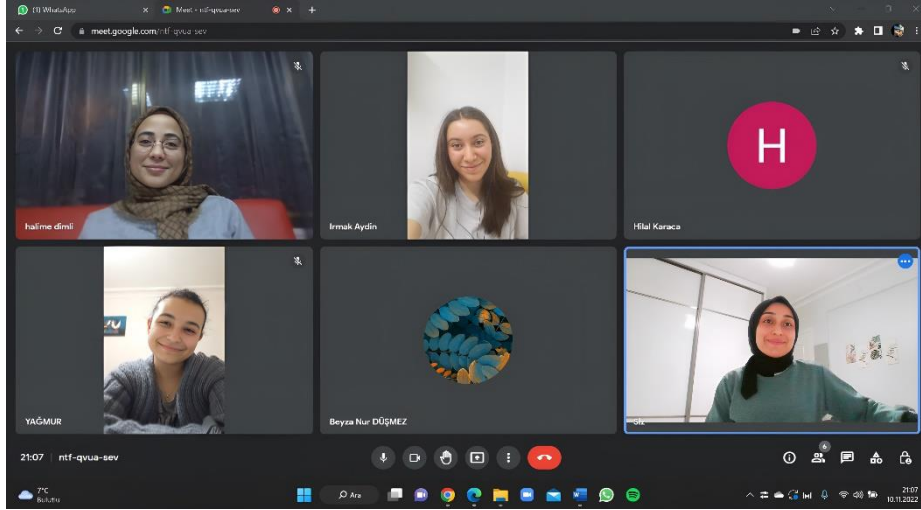 (1) WhatsApp
Meet - ntf-qvua-sev
meet.google.com/ntf-qvua-sev
halime dimli
Irmak Aydin
H
Hilal Karaca
YAĞMUR
Beyza Nur DÜŞMEZ
Siz
21:07 | ntf-qvua-sev
6
7°C
Bulutlu
Ara
21:07
10.11.2022